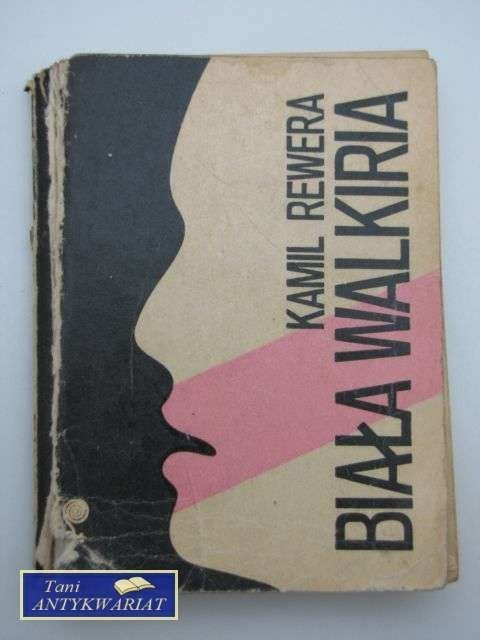 KAMIL REWERA
BIAŁA WALKIRIA
Tani
ANTYKWARIAT